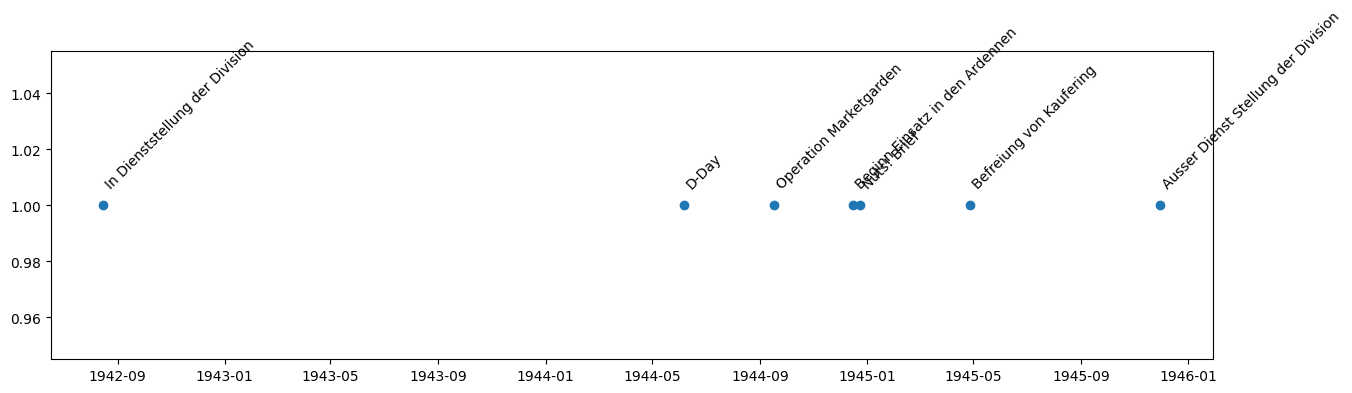 In Dienststellung der Division
D-Day
Operation Marketgarden
Beginn Einsatz in den Ardennen
Nuts! Brief
Befreiung von Kaufering
Ausser Dienst Stellung der Division
1.04
1.02
1.00
0.98
0.96
1942-09
1943-01
1943-05
1943-09
1944-01
1944-05
1944-09
1945-01
1945-05
1945-09
1946-01